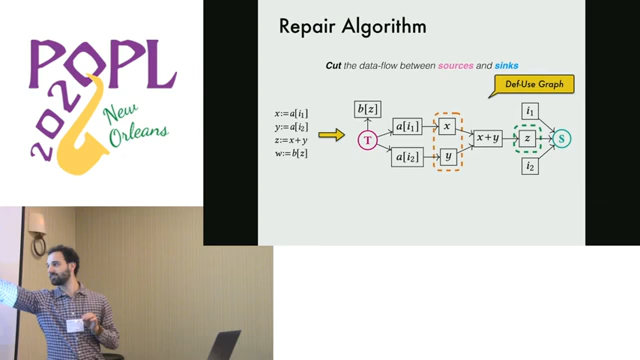 POPL
2020
New
Orleans
Repair Algorithm
Cut the data-flow between sources and sinks
Def-Use Graph
x:=a[i₁]
y:=a[i₂]
z:=x+y
w:=b[z]
b[z]
T
a[i₁]
a[i₂]
x
y
x+y
i₁
z
i₂
S